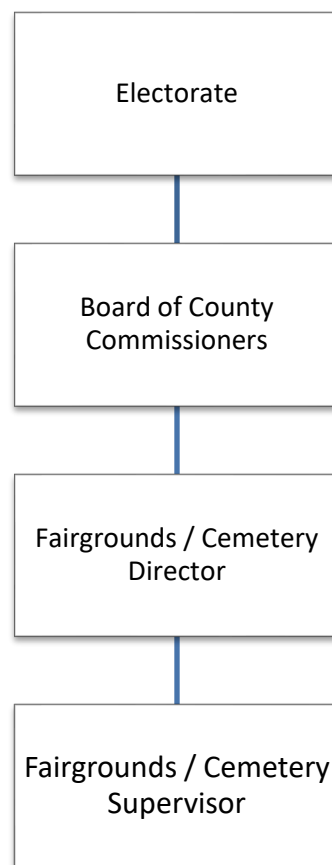 Electorate
Board of County
Commissioners
Fairgrounds / Cemetery
Director
Fairgrounds / Cemetery
Supervisor